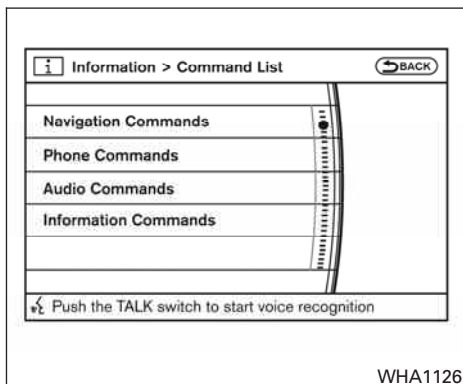 i Information > Command List BACK
Navigation Commands
Phone Commands
Audio Commands
Information Commands
Push the TALK switch to start voice recognition
WHA1126